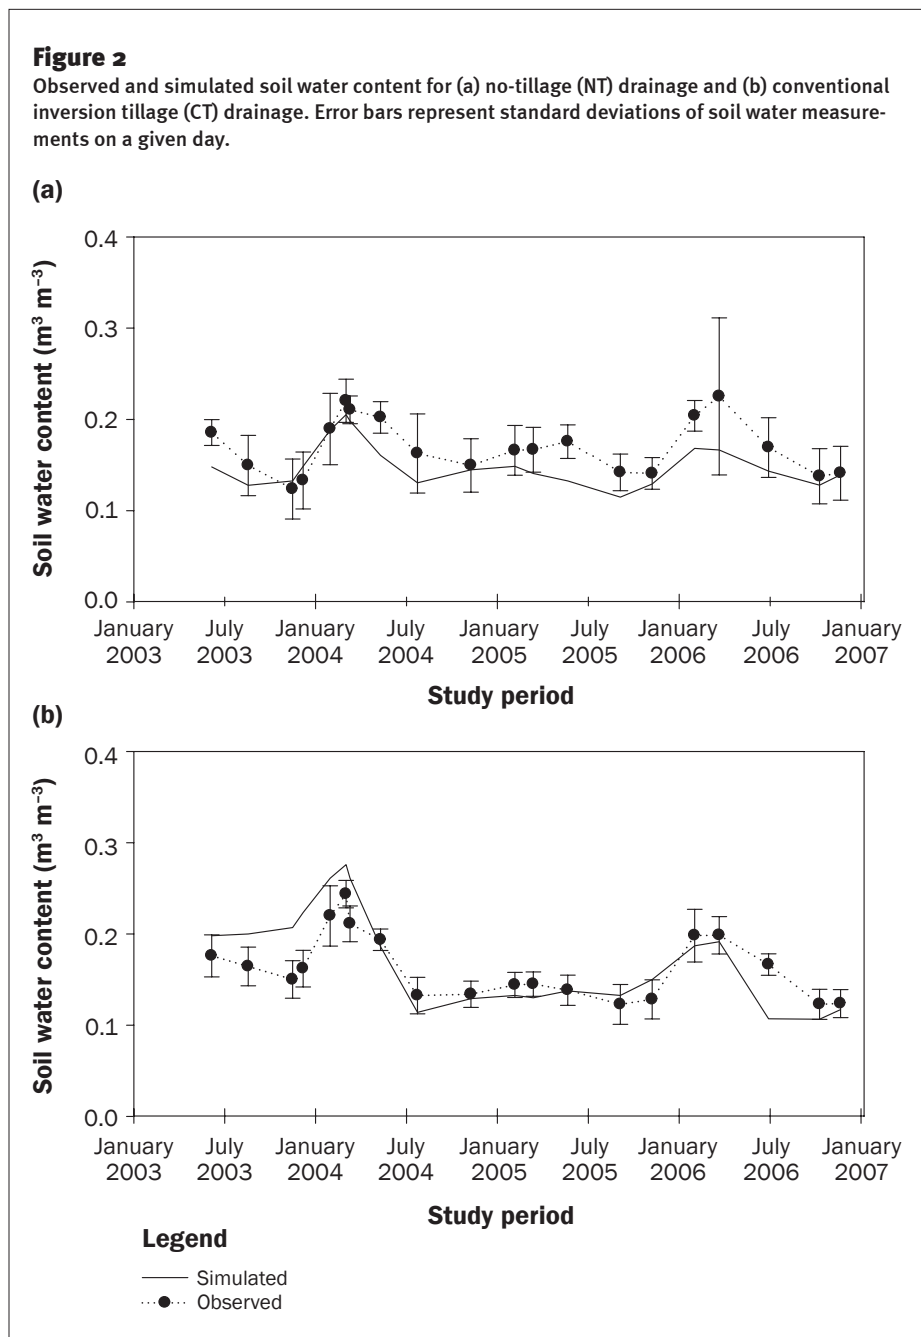 Figure 2
Observed and simulated soil water content for (a) no-tillage (NT) drainage and (b) conventional
inversion tillage (CT) drainage. Error bars represent standard deviations of soil water measure-
ments on a given day.
(a)
Soil water content (m³ m⁻³)
0.4
0.3
0.2
0.1
0.0
January July January July January July January July January
2003 2003 2004 2004 2005 2005 2006 2006 2007
Study period
(b)
Soil water content (m³ m⁻³)
0.4
0.3
0.2
0.1
0.0
January July January July January July January July January
2003 2003 2004 2004 2005 2005 2006 2006 2007
Study period
Legend
Simulated
Observed